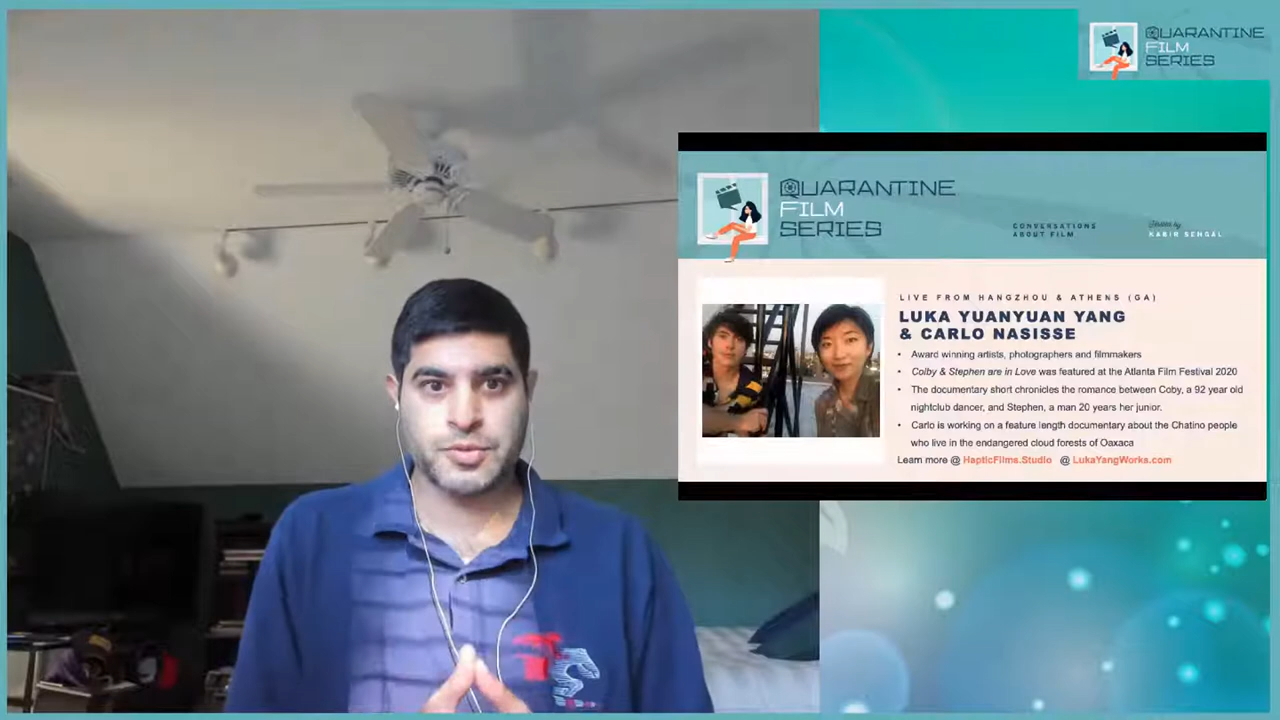 QUARANTINE
FILM
SERIES
QUARANTINE
FILM
SERIES
CONVERSATIONS
ABOUT FILM
Hosted by
KABIR SEHGAL
LIVE FROM HANGZHOU & ATHENS (GA)
LUKA YUANYUAN YANG
& CARLO NASISSE
• Award winning artists, photographers and filmmakers
• Colby & Stephen are in Love was featured at the Atlanta Film Festival 2020
• The documentary short chronicles the romance between Coby, a 92 year old
nightclub dancer, and Stephen, a man 20 years her junior.
• Carlo is working on a feature length documentary about the Chatino people
who live in the endangered cloud forests of Oaxaca
Learn more @ HapticFilms.Studio @ LukaYangWorks.com